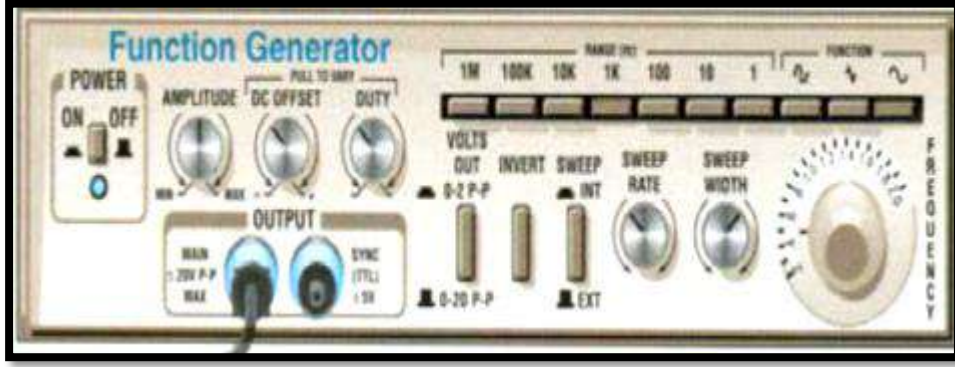 Function Generator
POWER
ON OFF
PULL TO VARY
AMPLITUDE DC OFFSET DUTY
MIN MAX - +
RANGE (Hz) FUNCTION
1M 100K 10K 1K 100 10 1
VOLTS
OUT INVERT SWEEP
0-2 P-P INT
0-20 P-P EXT
SWEEP
RATE
SWEEP
WIDTH
OUTPUT
MAIN
20V P-P
MAX
SYNC
(TTL)
FREQUENCY